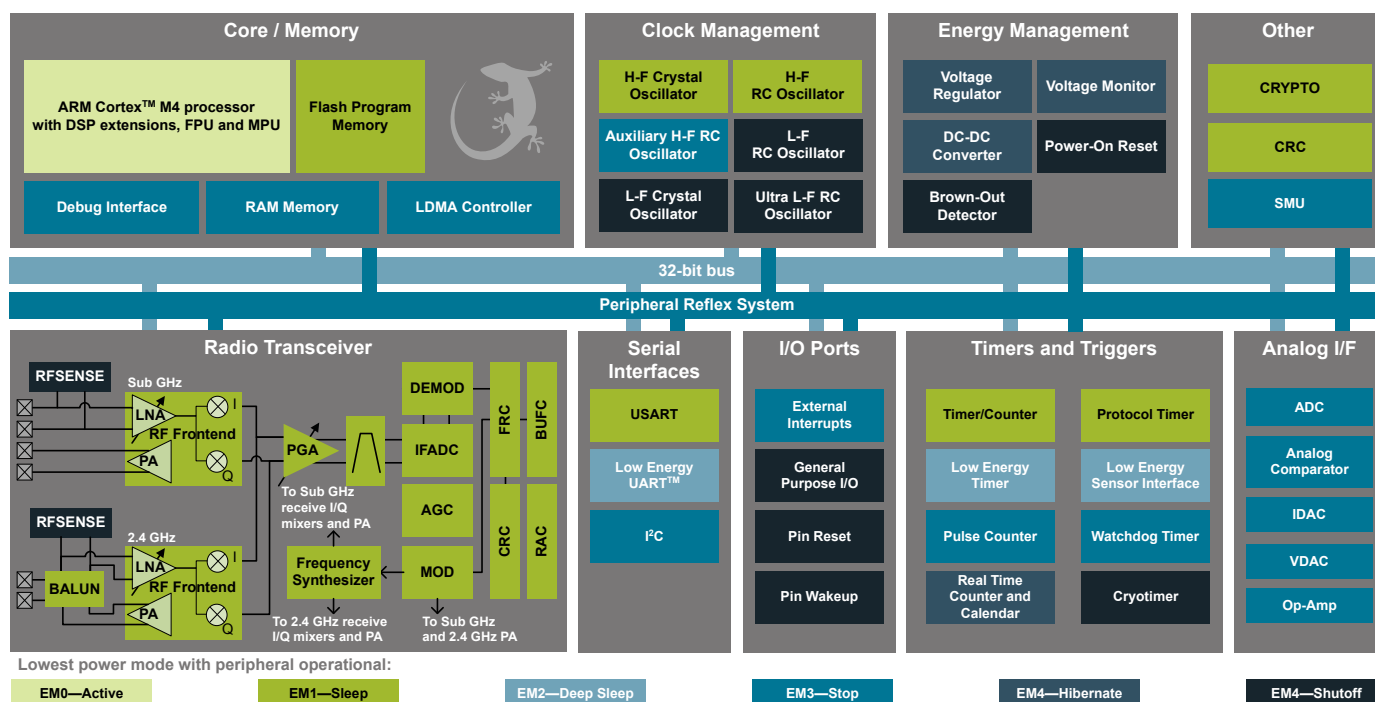 Core / Memory
ARM Cortex™ M4 processor
with DSP extensions, FPU and MPU
Flash Program
Memory
Debug Interface
RAM Memory
LDMA Controller
Clock Management
H-F Crystal
Oscillator
H-F
RC Oscillator
Auxiliary H-F RC
Oscillator
L-F
RC Oscillator
L-F Crystal
Oscillator
Ultra L-F RC
Oscillator
Energy Management
Voltage
Regulator
Voltage Monitor
DC-DC
Converter
Power-On Reset
Brown-Out
Detector
Other
CRYPTO
CRC
SMU
32-bit bus
Peripheral Reflex System
Radio Transceiver
RFSENSE
Sub GHz
LNA
I
RF Frontend
PA
Q
RFSENSE
2.4 GHz
LNA
I
BALUN
RF Frontend
PA
Q
PGA
To Sub GHz
receive I/Q
mixers and PA
Frequency
Synthesizer
To 2.4 GHz receive
I/Q mixers and PA
DEMOD
IFADC
AGC
MOD
To Sub GHz
and 2.4 GHz PA
FRC
BUFC
CRC
RAC
Serial
Interfaces
USART
Low Energy
UART™
I²C
I/O Ports
External
Interrupts
General
Purpose I/O
Pin Reset
Pin Wakeup
Timers and Triggers
Timer/Counter
Protocol Timer
Low Energy
Timer
Low Energy
Sensor Interface
Pulse Counter
Watchdog Timer
Real Time
Counter and
Calendar
Cryotimer
Analog I/F
ADC
Analog
Comparator
IDAC
VDAC
Op-Amp
Lowest power mode with peripheral operational:
EM0—Active
EM1—Sleep
EM2—Deep Sleep
EM3—Stop
EM4—Hibernate
EM4—Shutoff